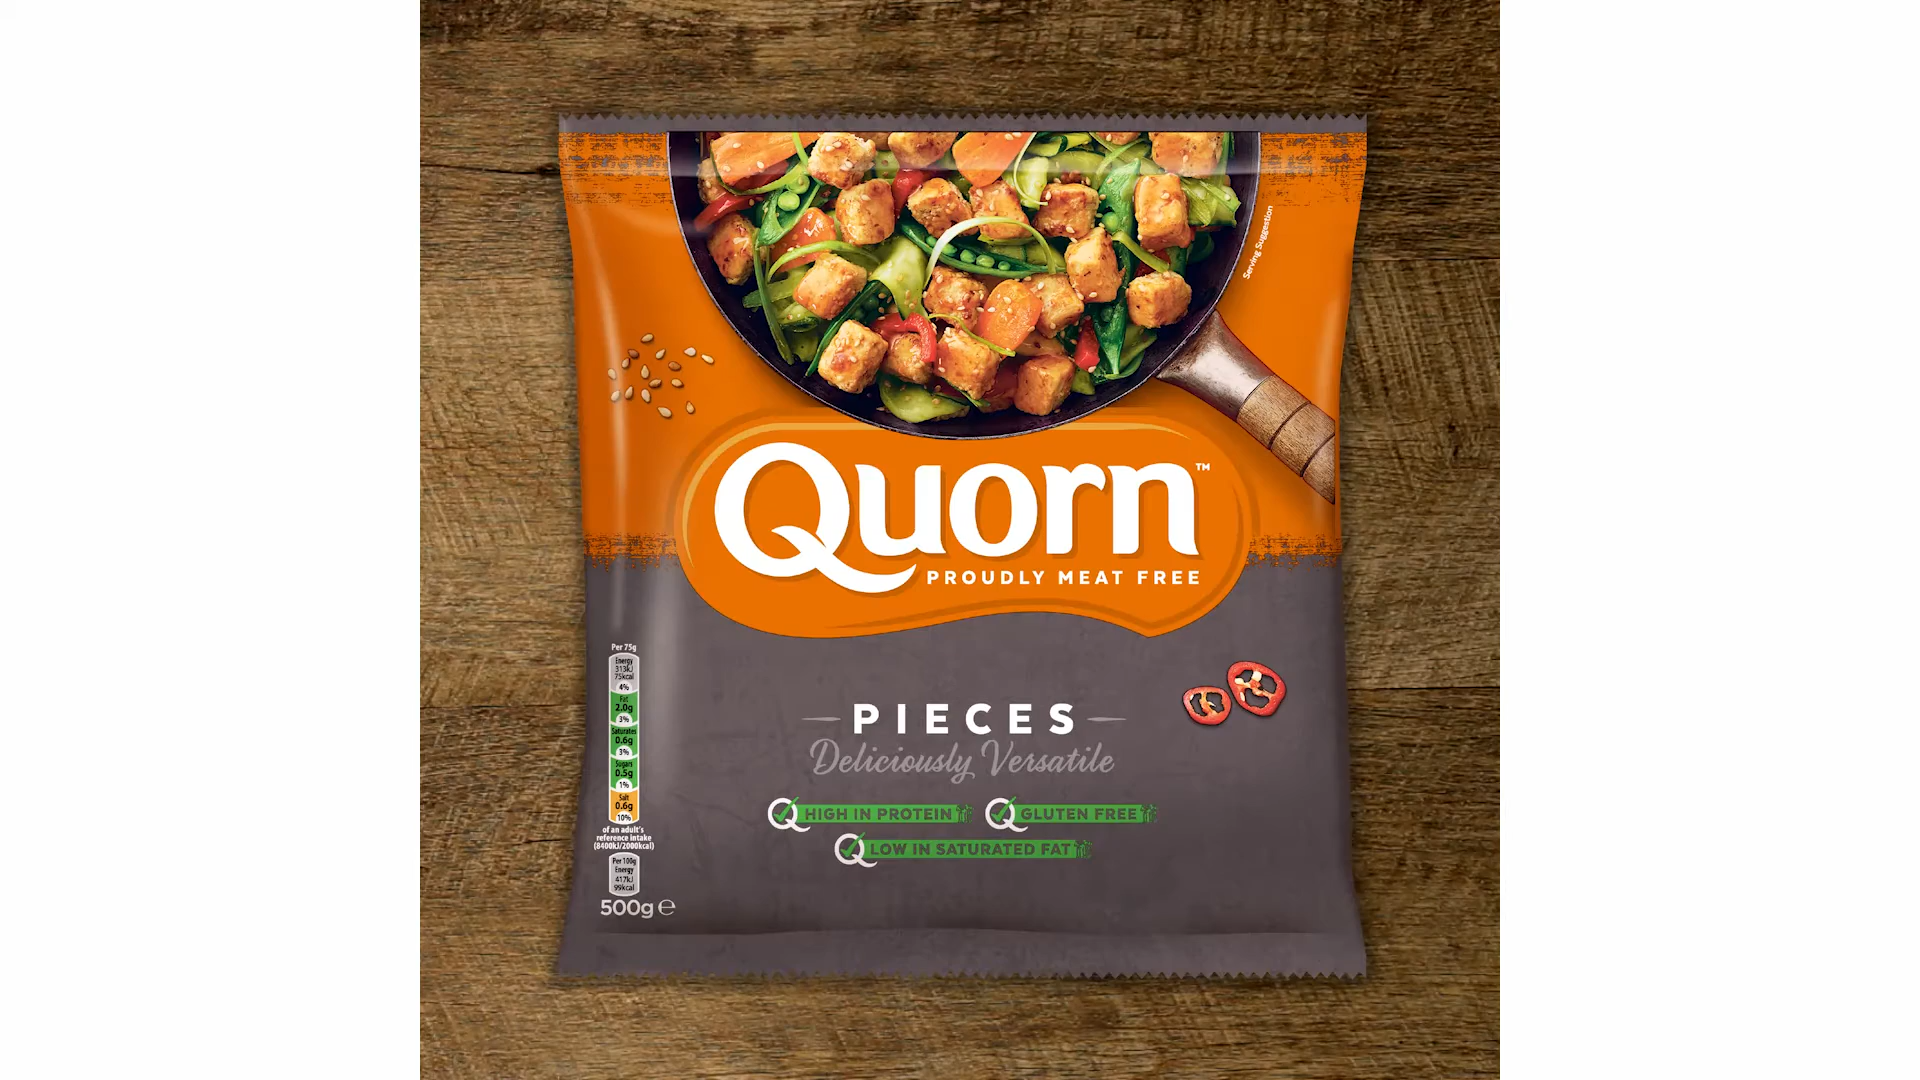 Serving Suggestion
Quorn™
PROUDLY MEAT FREE
PIECES
Deliciously Versatile
HIGH IN PROTEIN
GLUTEN FREE
LOW IN SATURATED FAT
Per 75g
Energy
313kJ
75kcal
4%
Fat
2.0g
3%
Saturates
0.6g
3%
Sugars
0.5g
1%
Salt
0.6g
10%
of an adult's
reference intake
(8400kJ/2000kcal)
Per 100g
Energy
417kJ
99kcal
500g ℮